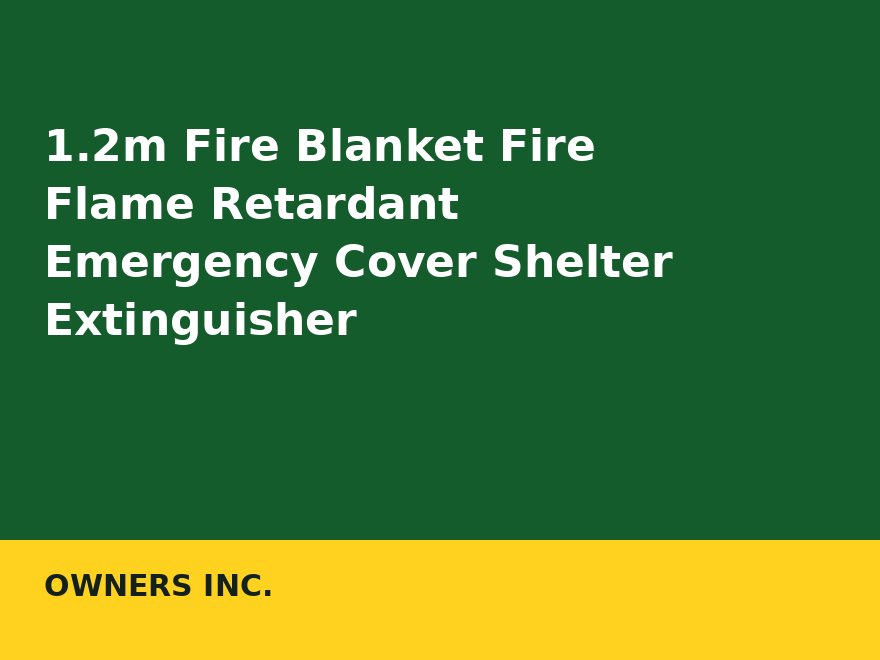 1.2m Fire Blanket Fire
Flame Retardant
Emergency Cover Shelter
Extinguisher
OWNERS INC.